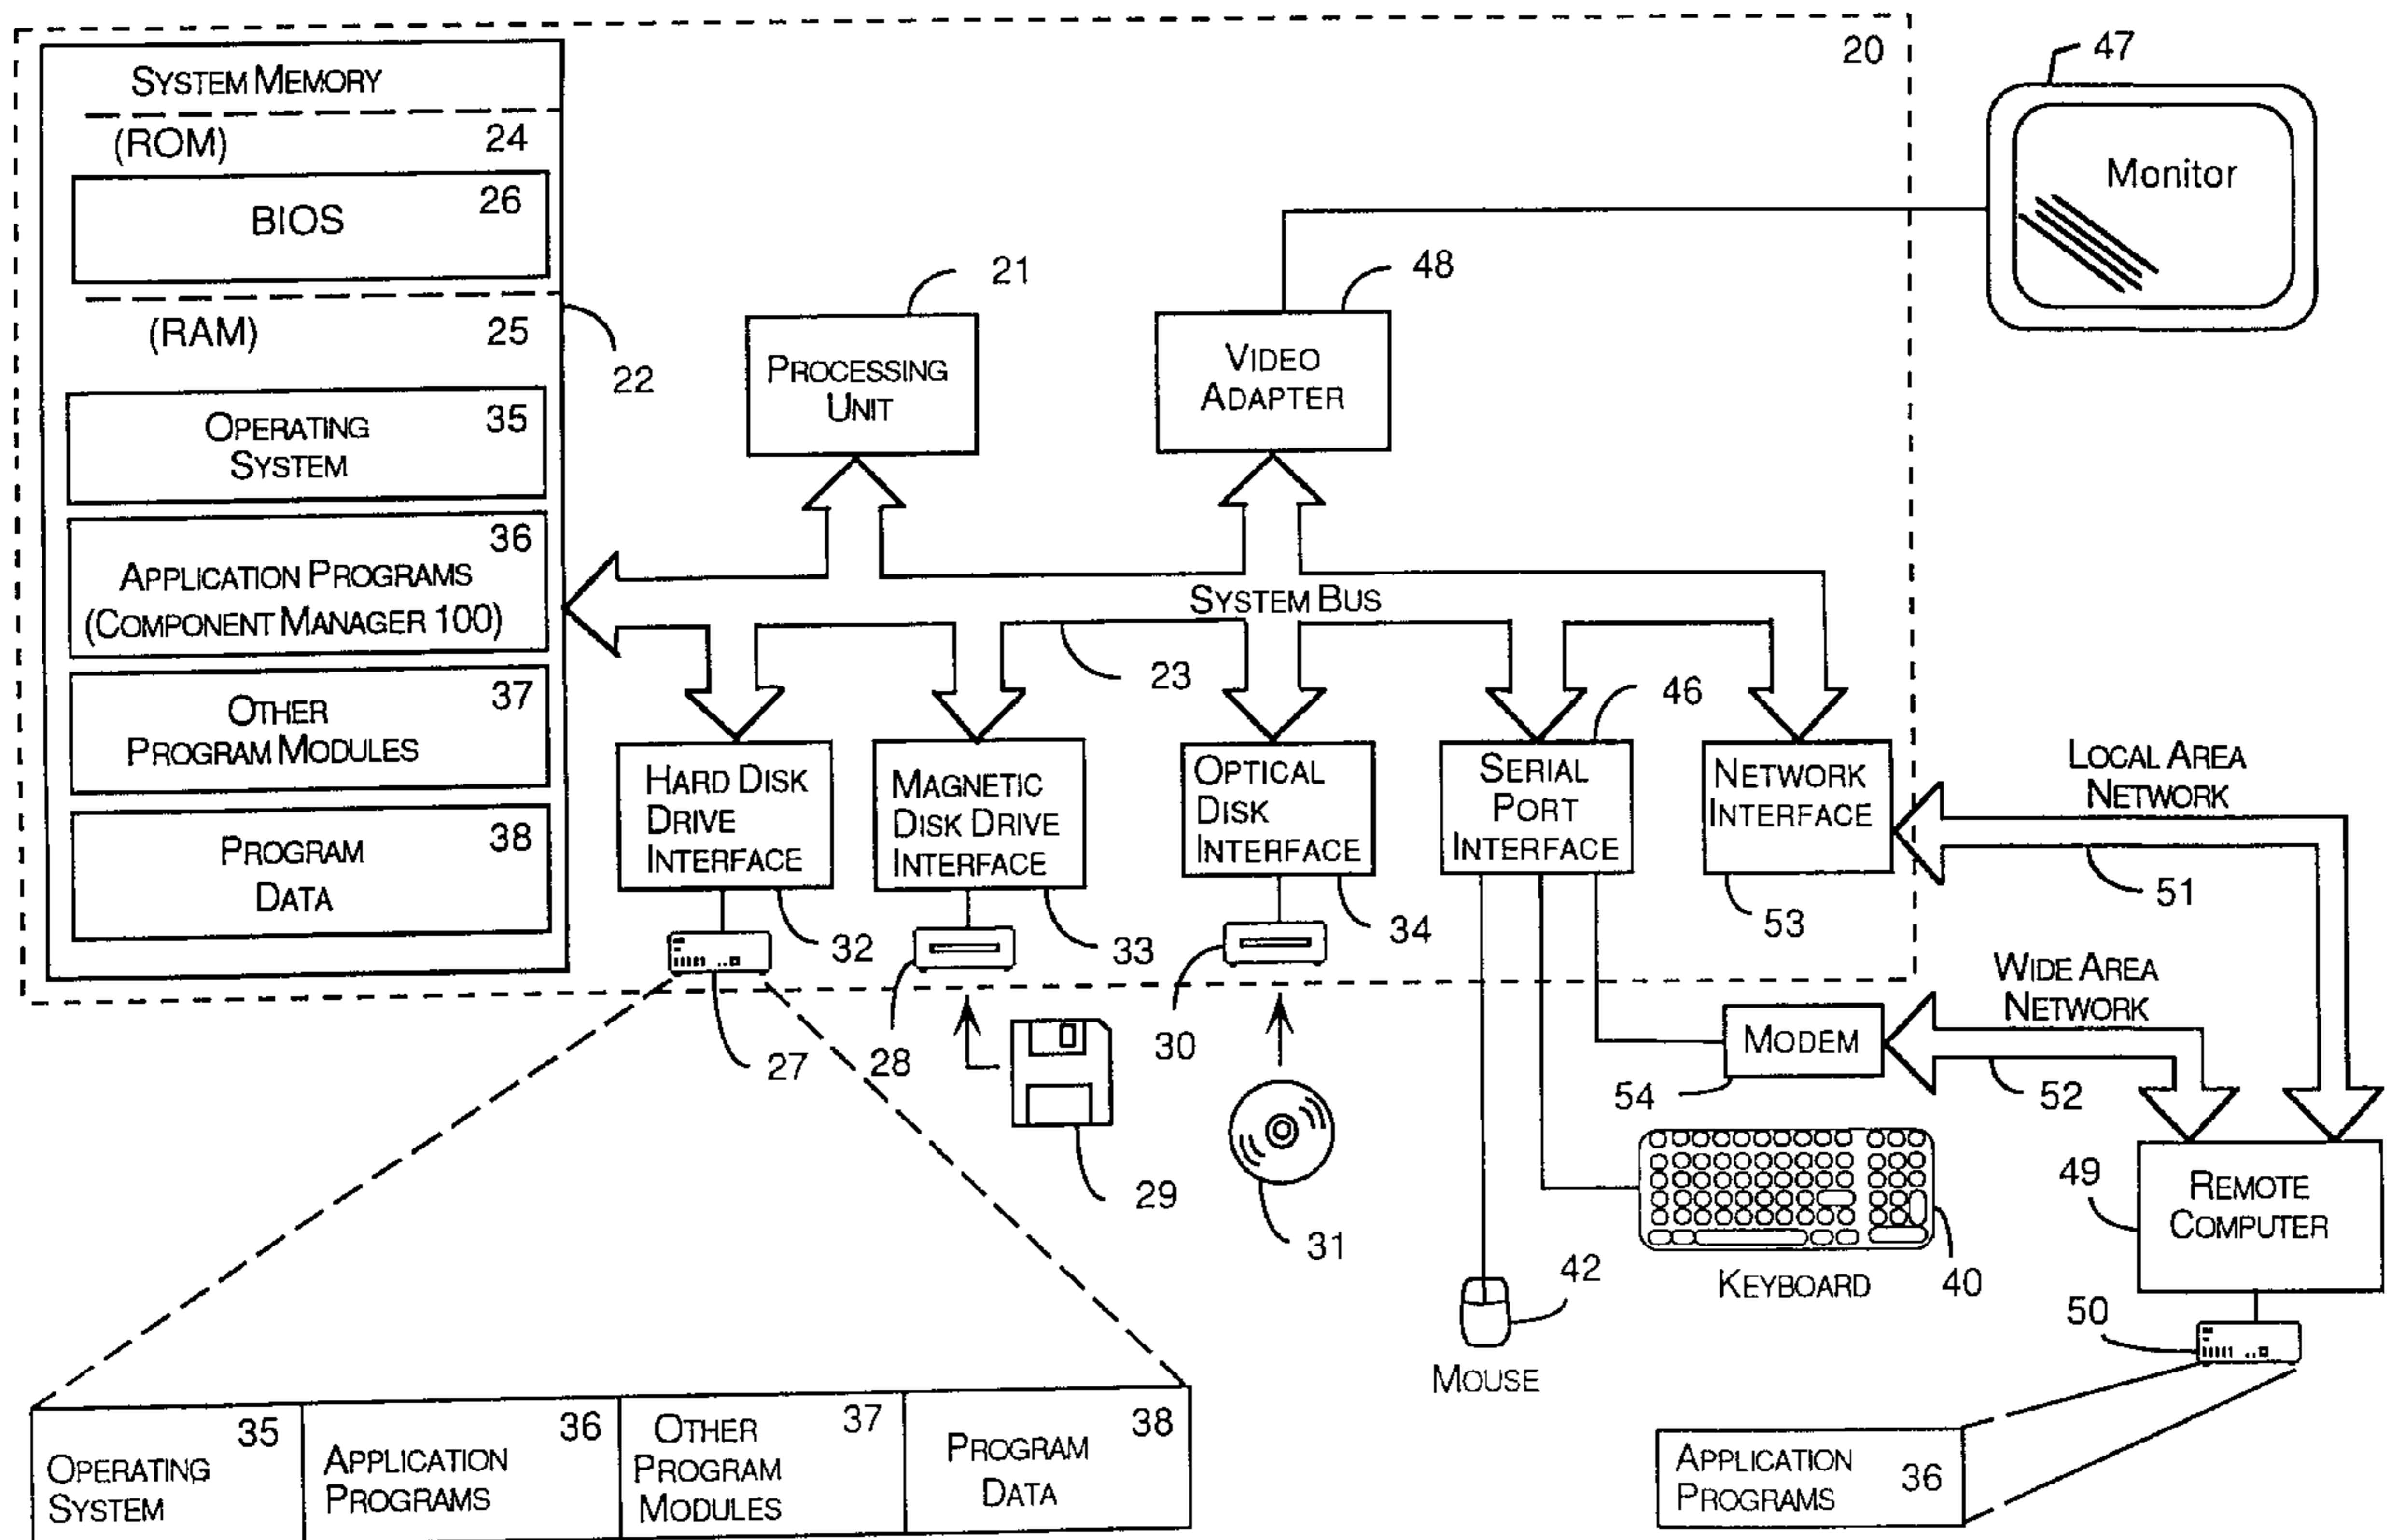 20
47
SYSTEM MEMORY
(ROM)
24
BIOS
26
(RAM)
25
22
OPERATING
SYSTEM
35
36
APPLICATION PROGRAMS
(COMPONENT MANAGER 100)
OTHER
PROGRAM MODULES
37
PROGRAM
DATA
38
Monitor
21
PROCESSING
UNIT
48
VIDEO
ADAPTER
SYSTEM BUS
23
46
HARD DISK
DRIVE
INTERFACE
32
MAGNETIC
DISK DRIVE
INTERFACE
33
OPTICAL
DISK
INTERFACE
34
SERIAL
PORT
INTERFACE
NETWORK
INTERFACE
53
LOCAL AREA
NETWORK
51
WIDE AREA
NETWORK
52
27
28
29
30
31
MODEM
54
40
KEYBOARD
42
MOUSE
49
REMOTE
COMPUTER
50
OPERATING
SYSTEM
35
APPLICATION
PROGRAMS
36
OTHER
PROGRAM
MODULES
37
PROGRAM
DATA
38
APPLICATION
PROGRAMS
36